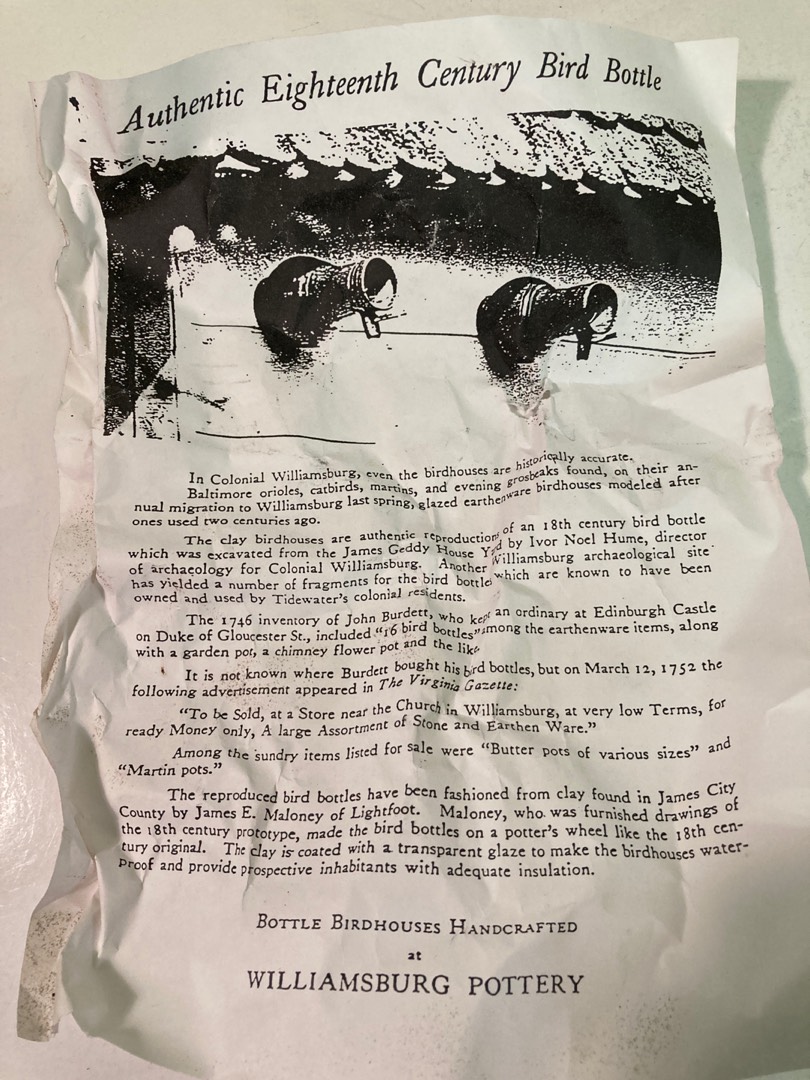 Authentic Eighteenth Century Bird Bottle
In Colonial Williamsburg, even the birdhouses are historically accurate.
Baltimore orioles, catbirds, martins, and evening grosbeaks found, on their an-
nual migration to Williamsburg last spring, glazed earthenware birdhouses modeled after
ones used two centuries ago.
The clay birdhouses are authentic reproductions of an 18th century bird bottle
which was excavated from the James Geddy House Yard by Ivor Noel Hume, director
of archaeology for Colonial Williamsburg. Another Williamsburg archaeological site
has yielded a number of fragments for the bird bottle which are known to have been
owned and used by Tidewater's colonial residents.
The 1746 inventory of John Burdett, who kept an ordinary at Edinburgh Castle
on Duke of Gloucester St., included "16 bird bottles" among the earthenware items, along
with a garden pot, a chimney flower pot and the like.
It is not known where Burdett bought his bird bottles, but on March 12, 1752 the
following advertisement appeared in The Virginia Gazette:
"To be Sold, at a Store near the Church in Williamsburg, at very low Terms, for
ready Money only, A large Assortment of Stone and Earthen Ware."
Among the sundry items listed for sale were "Butter pots of various sizes" and
"Martin pots."
The reproduced bird bottles have been fashioned from clay found in James City
County by James E. Maloney of Lightfoot. Maloney, who was furnished drawings of
the 18th century prototype, made the bird bottles on a potter's wheel like the 18th cen-
tury original. The clay is coated with a transparent glaze to make the birdhouses water-
proof and provide prospective inhabitants with adequate insulation.
BOTTLE BIRDHOUSES HANDCRAFTED
at
WILLIAMSBURG POTTERY